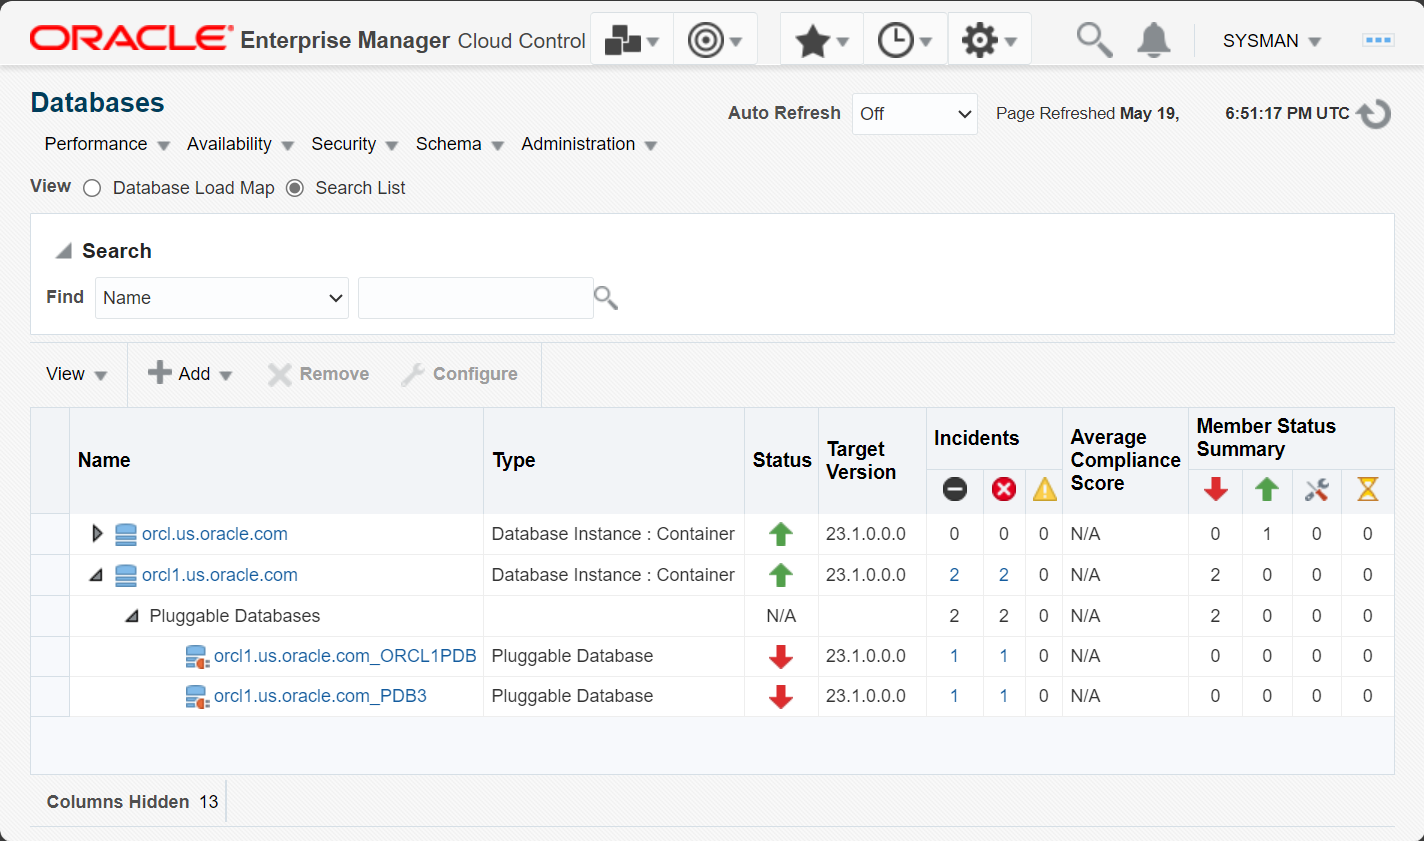 ORACLE® Enterprise Manager Cloud Control SYSMAN
Databases
Auto Refresh Off Page Refreshed May 19, 6:51:17 PM UTC
Performance Availability Security Schema Administration
View Database Load Map Search List
Search
Find Name
View Add Remove Configure
Name Type Status Target Version Incidents Average Compliance Score Member Status Summary
orcl.us.oracle.com Database Instance : Container 23.1.0.0.0 0 0 0 N/A 0 1 0 0
orcl1.us.oracle.com Database Instance : Container 23.1.0.0.0 2 2 0 N/A 2 0 0 0
Pluggable Databases N/A 2 2 0 N/A 2 0 0 0
orcl1.us.oracle.com_ORCL1PDB Pluggable Database 23.1.0.0.0 1 1 0 N/A 0 0 0 0
orcl1.us.oracle.com_PDB3 Pluggable Database 23.1.0.0.0 1 1 0 N/A 0 0 0 0
Columns Hidden 13